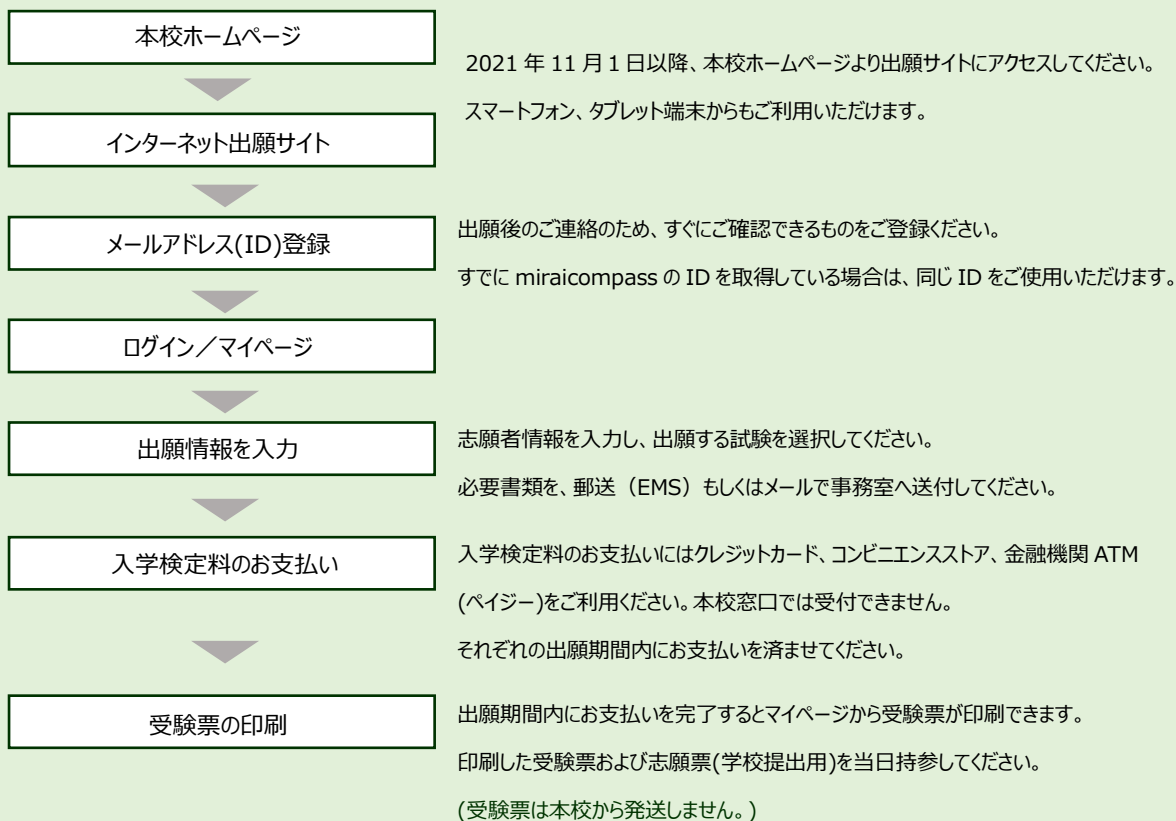 本校ホームページ
2021 年 11 月 1 日以降、本校ホームページより出願サイトにアクセスしてください。
スマートフォン、タブレット端末からもご利用いただけます。
インターネット出願サイト
メールアドレス(ID)登録
出願後のご連絡のため、すぐにご確認できるものをご登録ください。
すでに miraicompass の ID を取得している場合は、同じ ID をご使用いただけます。
ログイン／マイページ
出願情報を入力
志願者情報を入力し、出願する試験を選択してください。
必要書類を、郵送（EMS）もしくはメールで事務室へ送付してください。
入学検定料のお支払い
入学検定料のお支払いにはクレジットカード、コンビニエンスストア、金融機関 ATM
(ペイジー)をご利用ください。本校窓口では受付できません。
それぞれの出願期間内にお支払いを済ませてください。
受験票の印刷
出願期間内にお支払いを完了するとマイページから受験票が印刷できます。
印刷した受験票および志願票(学校提出用)を当日持参してください。
(受験票は本校から発送しません。)